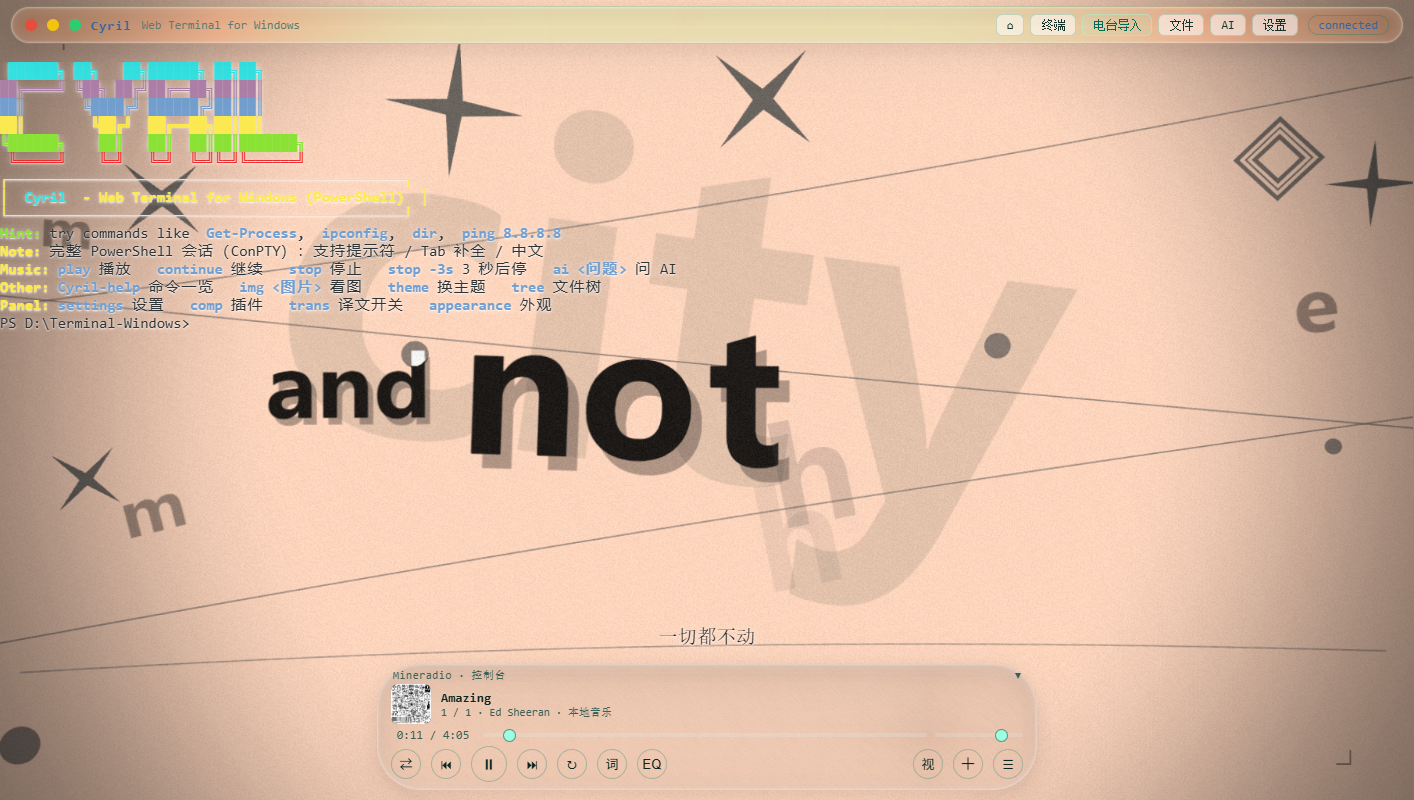 Cyril Web Terminal for Windows ⌂ 终端 电台导入 文件 AI 设置 connected
CYRIL
Cyril - Web Terminal for Windows (PowerShell)
Hint: try commands like Get-Process, ipconfig, dir, ping 8.8.8.8
Note: 完整 PowerShell 会话 (ConPTY) : 支持提示符 / Tab 补全 / 中文
Music: play 播放 continue 继续 stop 停止 stop -3s 3 秒后停 ai <问题> 问 AI
Other: Cyril-help 命令一览 img <图片> 看图 theme 换主题 tree 文件树
Panel: settings 设置 comp 插件 trans 译文开关 appearance 外观
PS D:\Terminal-Windows>
city
m
e
and not
in
h
m
一切都不动
Mineradio · 控制台 ▼
Amazing
1 / 1 · Ed Sheeran · 本地音乐
0:11 / 4:05
词 EQ 视